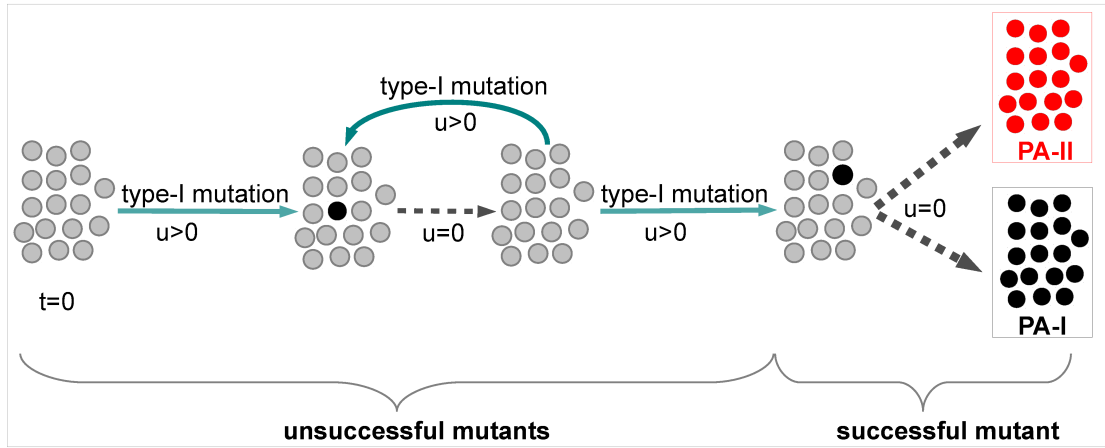 type-I mutation
u>0
type-I mutation
u>0
u=0
type-I mutation
u>0
u=0
PA-II
PA-I
t=0
unsuccessful mutants
successful mutant